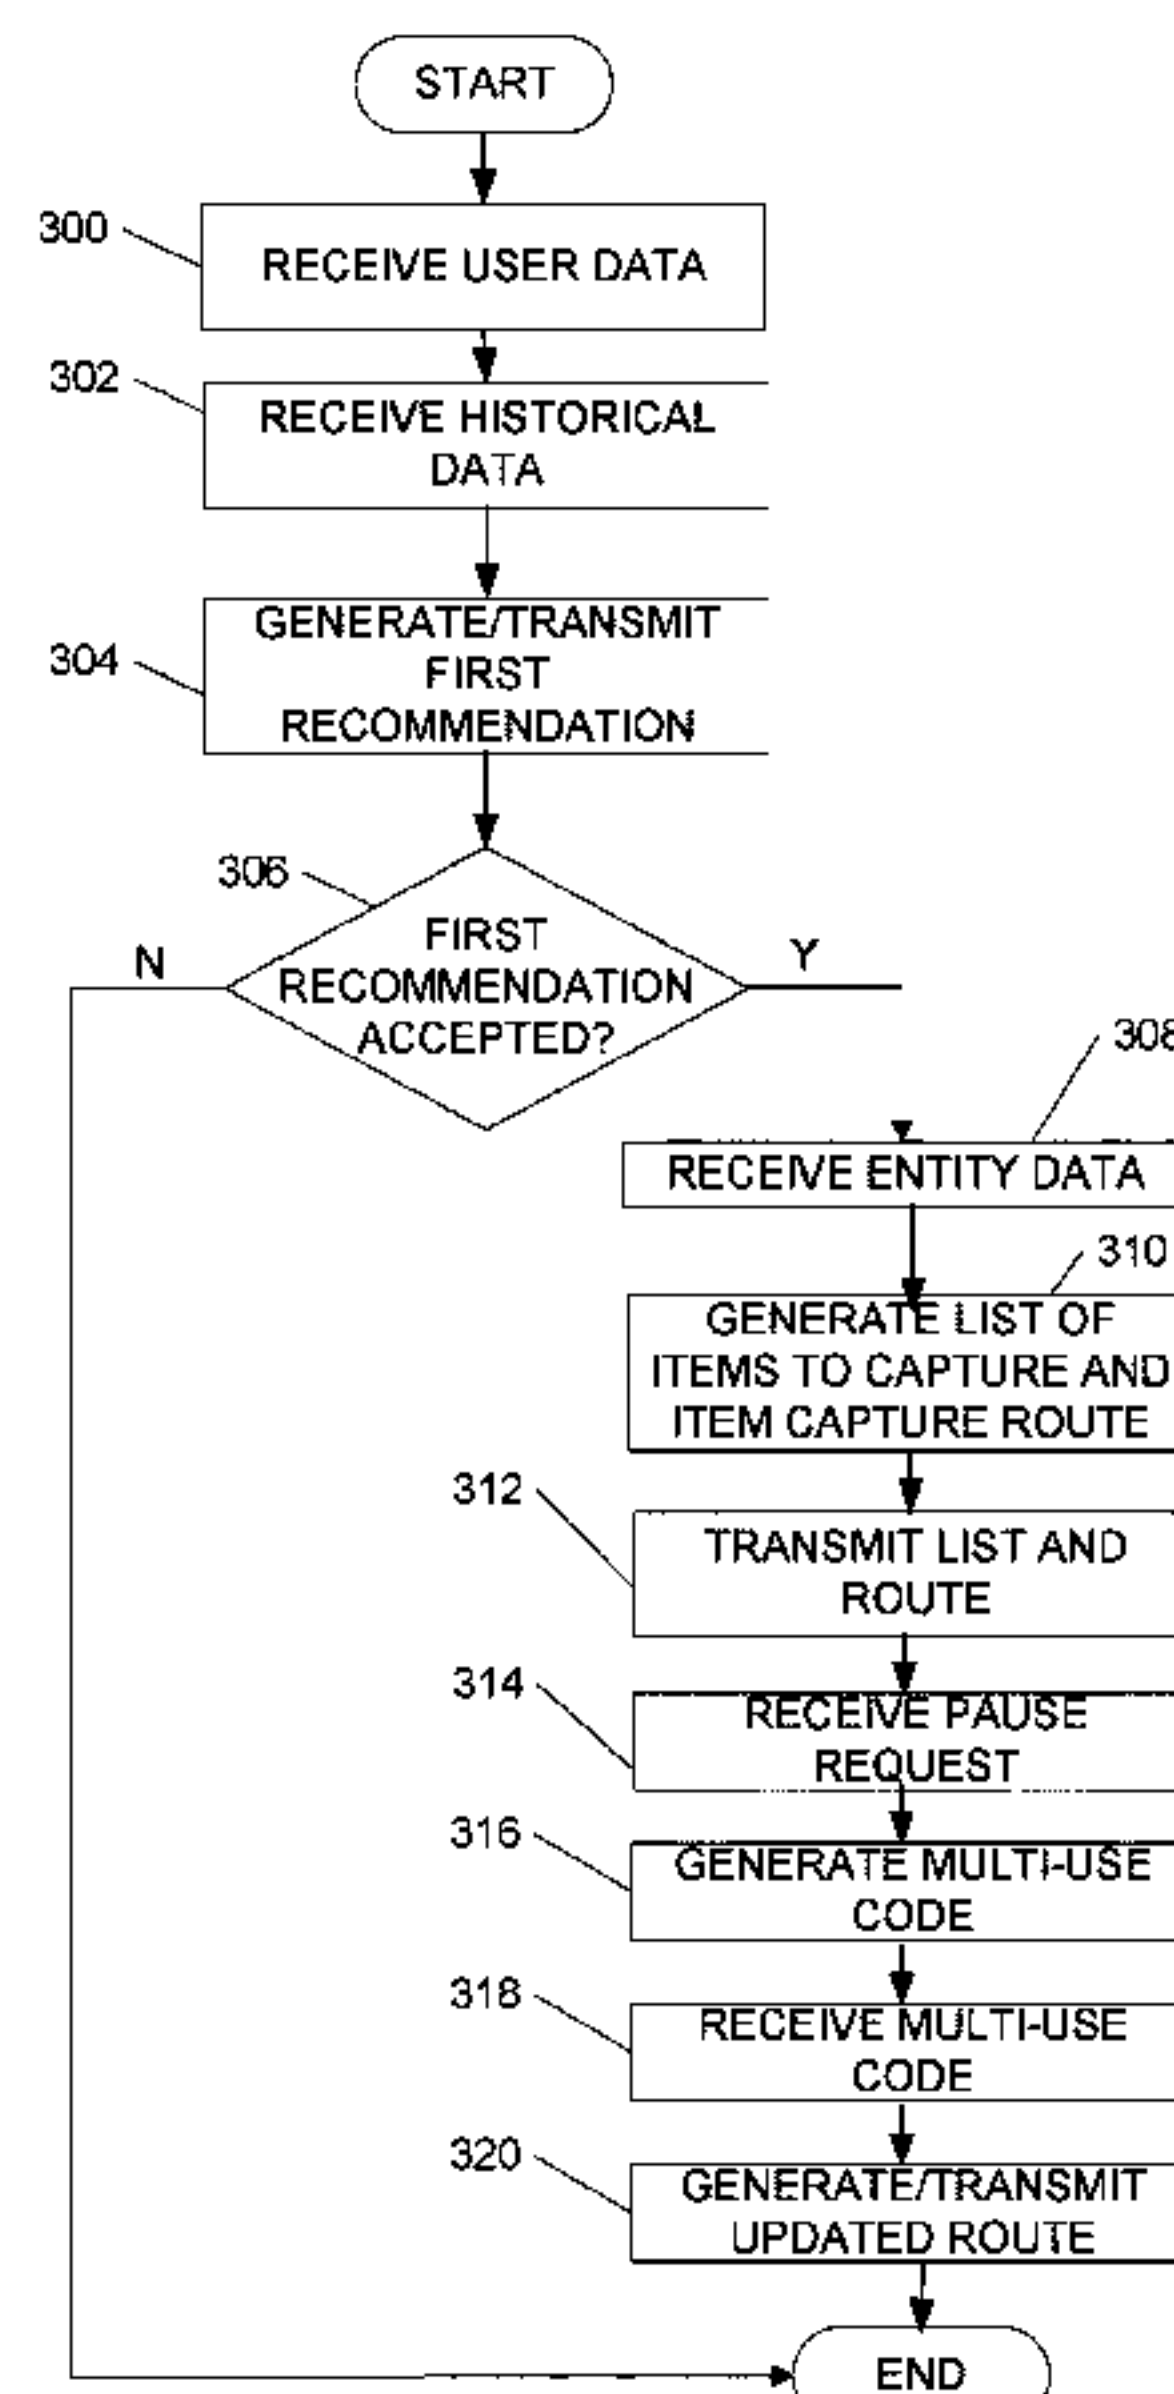 START
300
RECEIVE USER DATA
302
RECEIVE HISTORICAL
DATA
304
GENERATE/TRANSMIT
FIRST
RECOMMENDATION
306
N
FIRST
RECOMMENDATION
ACCEPTED?
Y
308
RECEIVE ENTITY DATA
310
GENERATE LIST OF
ITEMS TO CAPTURE AND
ITEM CAPTURE ROUTE
312
TRANSMIT LIST AND
ROUTE
314
RECEIVE PAUSE
REQUEST
316
GENERATE MULTI-USE
CODE
318
RECEIVE MULTI-USE
CODE
320
GENERATE/TRANSMIT
UPDATED ROUTE
END